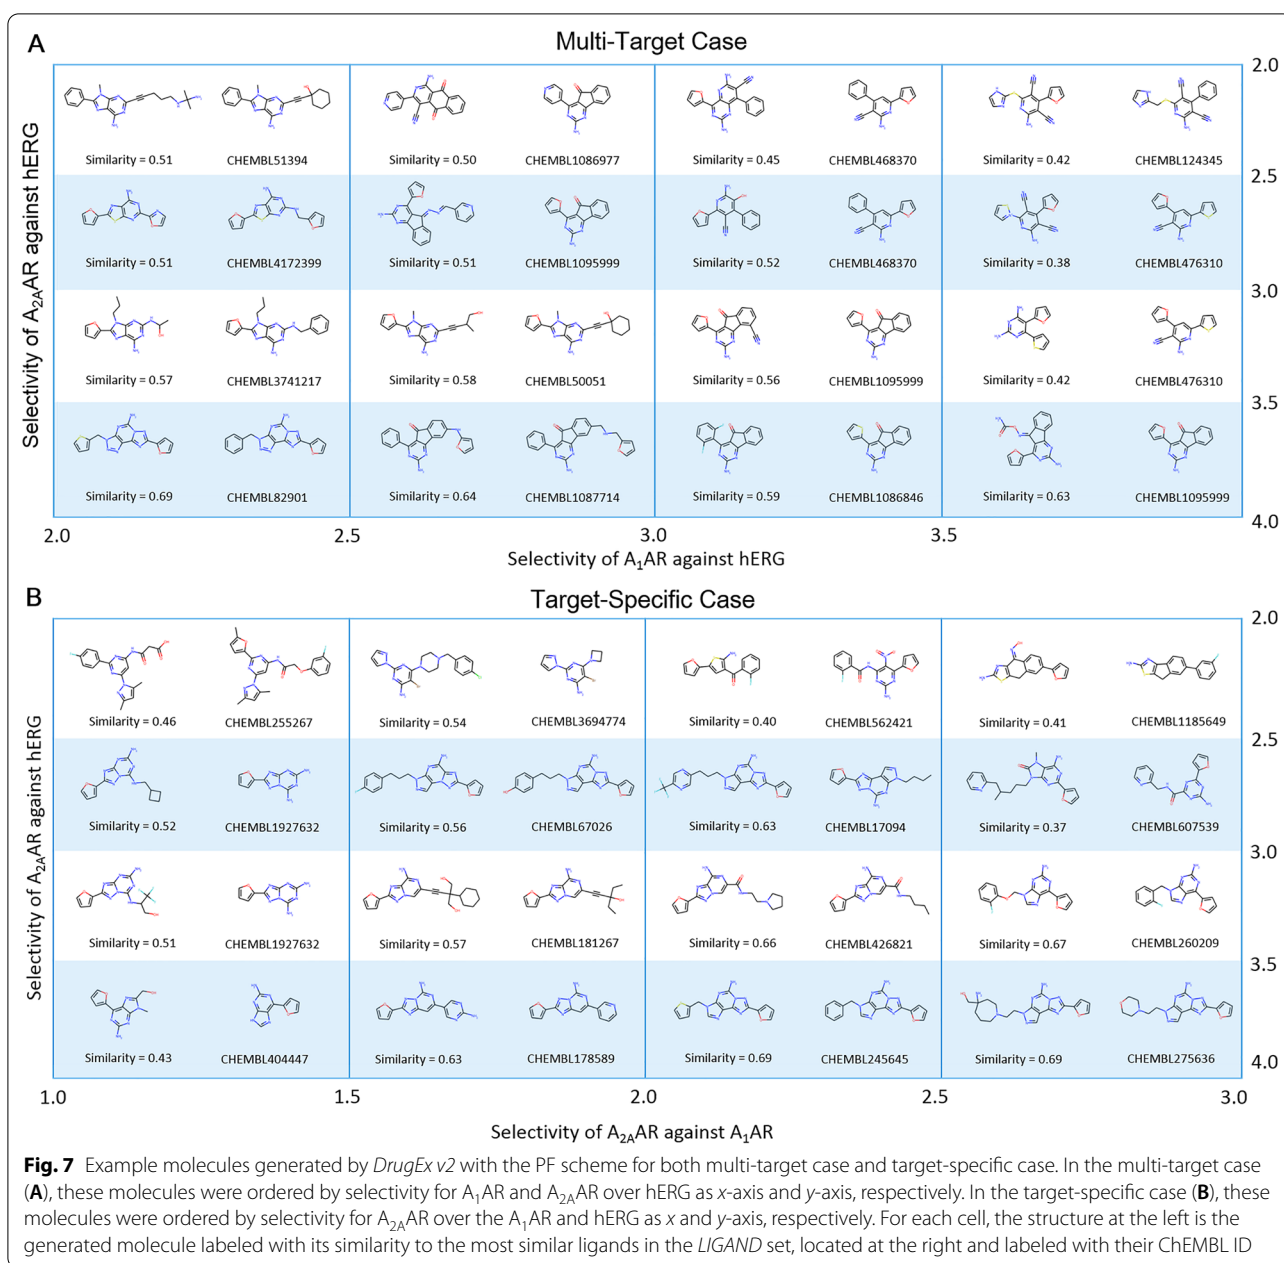 A
Multi-Target Case
Selectivity of A2AAR against hERG
2.0
Similarity = 0.51 CHEMBL51394 Similarity = 0.50 CHEMBL1086977 Similarity = 0.45 CHEMBL468370 Similarity = 0.42 CHEMBL124345
2.5
Similarity = 0.51 CHEMBL4172399 Similarity = 0.51 CHEMBL1095999 Similarity = 0.52 CHEMBL468370 Similarity = 0.38 CHEMBL476310
3.0
Similarity = 0.57 CHEMBL3741217 Similarity = 0.58 CHEMBL50051 Similarity = 0.56 CHEMBL1095999 Similarity = 0.42 CHEMBL476310
3.5
Similarity = 0.69 CHEMBL82901 Similarity = 0.64 CHEMBL1087714 Similarity = 0.59 CHEMBL1086846 Similarity = 0.63 CHEMBL1095999
4.0
2.0 2.5 3.0 3.5
Selectivity of A1AR against hERG
B
Target-Specific Case
Selectivity of A2AAR against hERG
2.0
Similarity = 0.46 CHEMBL255267 Similarity = 0.54 CHEMBL3694774 Similarity = 0.40 CHEMBL562421 Similarity = 0.41 CHEMBL1185649
2.5
Similarity = 0.52 CHEMBL1927632 Similarity = 0.56 CHEMBL67026 Similarity = 0.63 CHEMBL17094 Similarity = 0.37 CHEMBL607539
3.0
Similarity = 0.51 CHEMBL1927632 Similarity = 0.57 CHEMBL181267 Similarity = 0.66 CHEMBL426821 Similarity = 0.67 CHEMBL260209
3.5
Similarity = 0.43 CHEMBL404447 Similarity = 0.63 CHEMBL178589 Similarity = 0.69 CHEMBL245645 Similarity = 0.69 CHEMBL275636
4.0
1.0 1.5 2.0 2.5 3.0
Selectivity of A2AAR against A1AR
Fig. 7 Example molecules generated by DrugEx v2 with the PF scheme for both multi-target case and target-specific case. In the multi-target case
(A), these molecules were ordered by selectivity for A1AR and A2AAR over hERG as x-axis and y-axis, respectively. In the target-specific case (B), these
molecules were ordered by selectivity for A2AAR over the A1AR and hERG as x and y-axis, respectively. For each cell, the structure at the left is the
generated molecule labeled with its similarity to the most similar ligands in the LIGAND set, located at the right and labeled with their ChEMBL ID